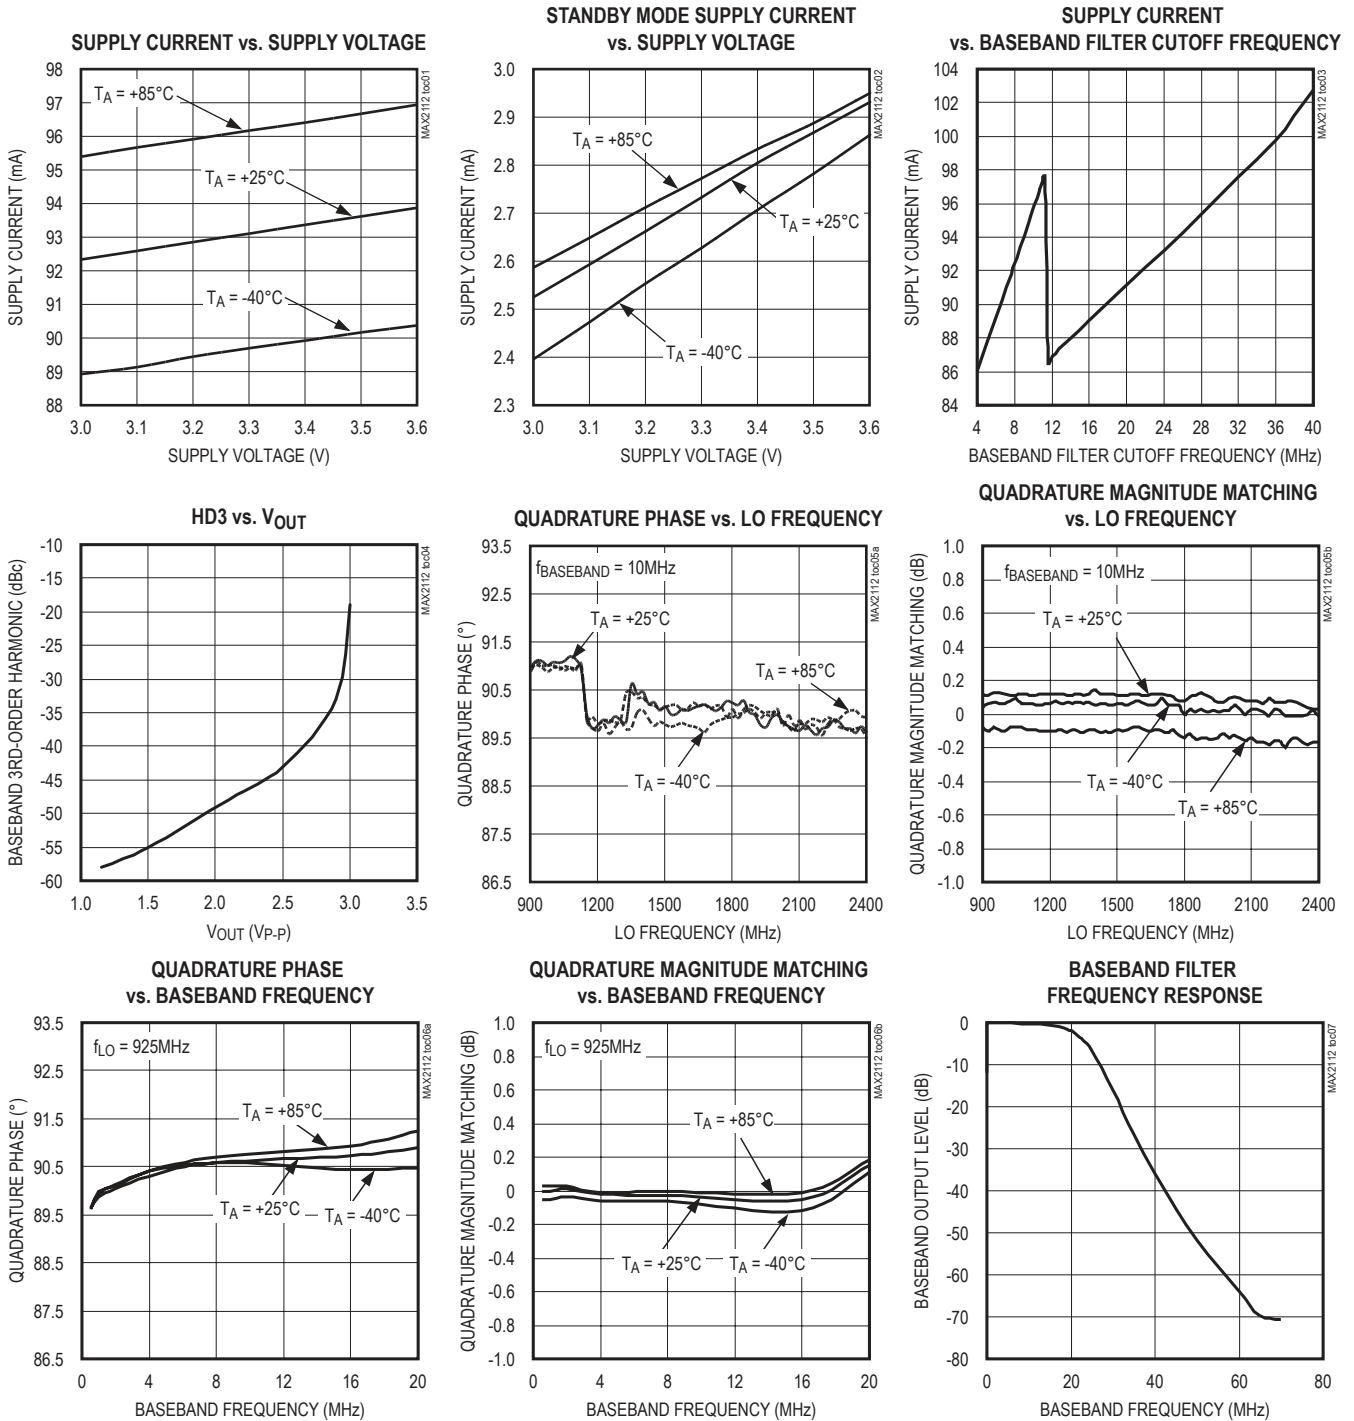 SUPPLY CURRENT vs. SUPPLY VOLTAGE
98
97
96
95
94
93
92
91
90
89
88
SUPPLY CURRENT (mA)
TA = +85°C
TA = +25°C
TA = -40°C
MAX2112 toc01
3.0 3.1 3.2 3.3 3.4 3.5 3.6
SUPPLY VOLTAGE (V)
STANDBY MODE SUPPLY CURRENT
vs. SUPPLY VOLTAGE
3.0
2.9
2.8
2.7
2.6
2.5
2.4
2.3
SUPPLY CURRENT (mA)
TA = +85°C
TA = +25°C
TA = -40°C
MAX2112 toc02
3.0 3.1 3.2 3.3 3.4 3.5 3.6
SUPPLY VOLTAGE (V)
SUPPLY CURRENT
vs. BASEBAND FILTER CUTOFF FREQUENCY
104
102
100
98
96
94
92
90
88
86
84
SUPPLY CURRENT (mA)
MAX2112 toc03
4 8 12 16 20 24 28 32 36 40
BASEBAND FILTER CUTOFF FREQUENCY (MHz)
HD3 vs. VOUT
-10
-15
-20
-25
-30
-35
-40
-45
-50
-55
-60
BASEBAND 3RD-ORDER HARMONIC (dBc)
MAX2112 toc04
1.0 1.5 2.0 2.5 3.0 3.5
VOUT (VP-P)
QUADRATURE PHASE vs. LO FREQUENCY
93.5
92.5
91.5
90.5
89.5
88.5
87.5
86.5
QUADRATURE PHASE (°)
fBASEBAND = 10MHz
TA = +25°C
TA = +85°C
TA = -40°C
MAX2112 toc05a
900 1200 1500 1800 2100 2400
LO FREQUENCY (MHz)
QUADRATURE MAGNITUDE MATCHING
vs. LO FREQUENCY
1.0
0.8
0.6
0.4
0.2
0
-0.2
-0.4
-0.6
-0.8
-1.0
QUADRATURE MAGNITUDE MATCHING (dB)
fBASEBAND = 10MHz
TA = +25°C
TA = -40°C
TA = +85°C
MAX2112 toc05b
900 1200 1500 1800 2100 2400
LO FREQUENCY (MHz)
QUADRATURE PHASE
vs. BASEBAND FREQUENCY
93.5
92.5
91.5
90.5
89.5
88.5
87.5
86.5
QUADRATURE PHASE (°)
fLO = 925MHz
TA = +85°C
TA = +25°C
TA = -40°C
MAX2112 toc06a
0 4 8 12 16 20
BASEBAND FREQUENCY (MHz)
QUADRATURE MAGNITUDE MATCHING
vs. BASEBAND FREQUENCY
1.0
0.8
0.6
0.4
0.2
0
-0.2
-0.4
-0.6
-0.8
-1.0
QUADRATURE MAGNITUDE MATCHING (dB)
fLO = 925MHz
TA = +85°C
TA = +25°C
TA = -40°C
MAX2112 toc06b
0 4 8 12 16 20
BASEBAND FREQUENCY (MHz)
BASEBAND FILTER
FREQUENCY RESPONSE
0
-10
-20
-30
-40
-50
-60
-70
-80
BASEBAND OUTPUT LEVEL (dB)
MAX2112 toc07
0 20 40 60 80
BASEBAND FREQUENCY (MHz)